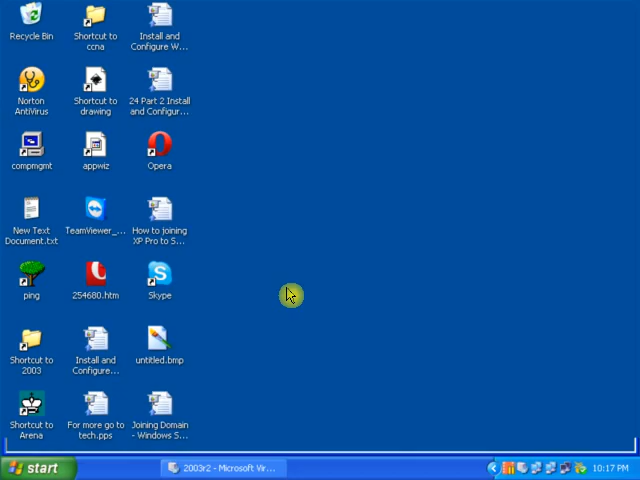 Recycle Bin
Shortcut to
ccna
Install and
Configure W...
Norton
AntiVirus
Shortcut to
drawing
24 Part 2 Install
and Configur...
compmgmt
appwiz
Opera
New Text
Document.txt
TeamViewer_...
How to joining
XP Pro to S...
ping
254680.htm
Skype
Shortcut to
2003
Install and
Configure...
untitled.bmp
Shortcut to
Arena
For more go to
tech.pps
Joining Domain
- Windows S...
start
2003r2 - Microsoft Vir...
10:17 PM